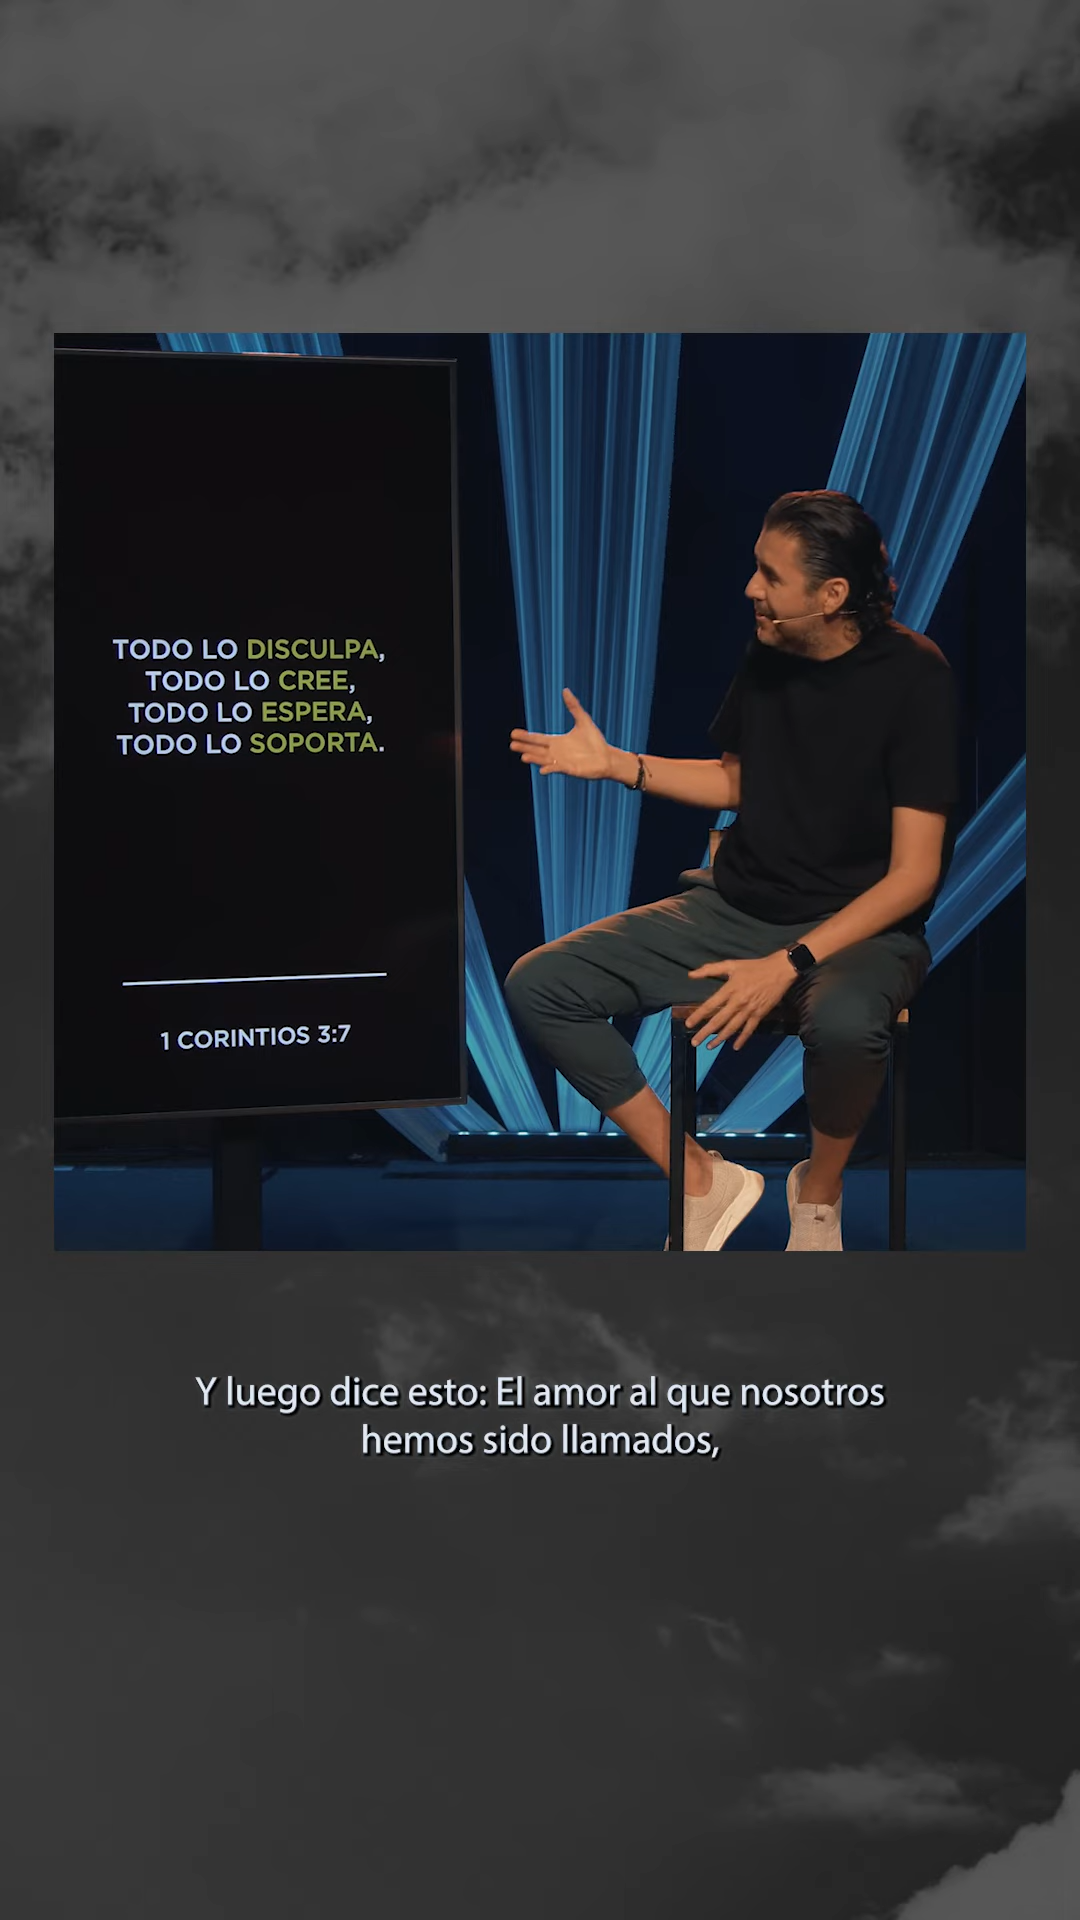 TODO LO DISCULPA,
TODO LO CREE,
TODO LO ESPERA,
TODO LO SOPORTA.
1 CORINTIOS 3:7
Y luego dice esto: El amor al que nosotros
hemos sido llamados,